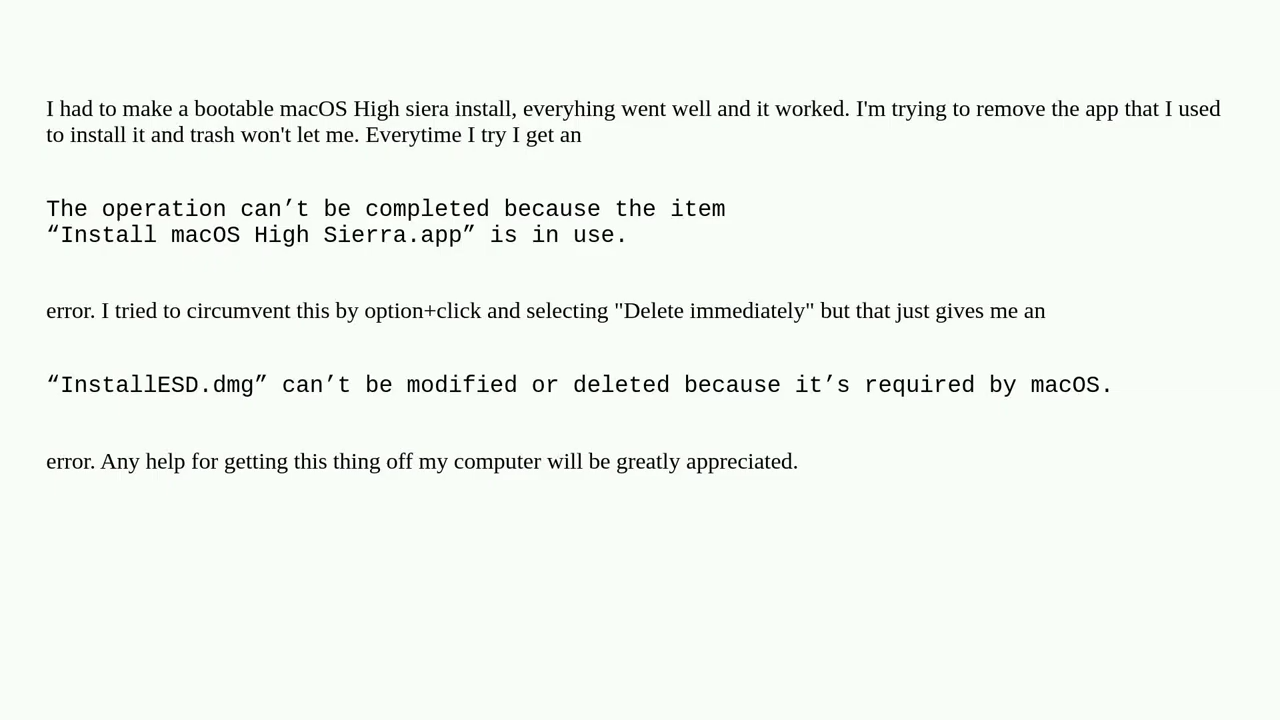 I had to make a bootable macOS High siera install, everyhing went well and it worked. I'm trying to remove the app that I used
to install it and trash won't let me. Everytime I try I get an
The operation can’t be completed because the item
“Install macOS High Sierra.app” is in use.
error. I tried to circumvent this by option+click and selecting "Delete immediately" but that just gives me an
“InstallESD.dmg” can’t be modified or deleted because it’s required by macOS.
error. Any help for getting this thing off my computer will be greatly appreciated.